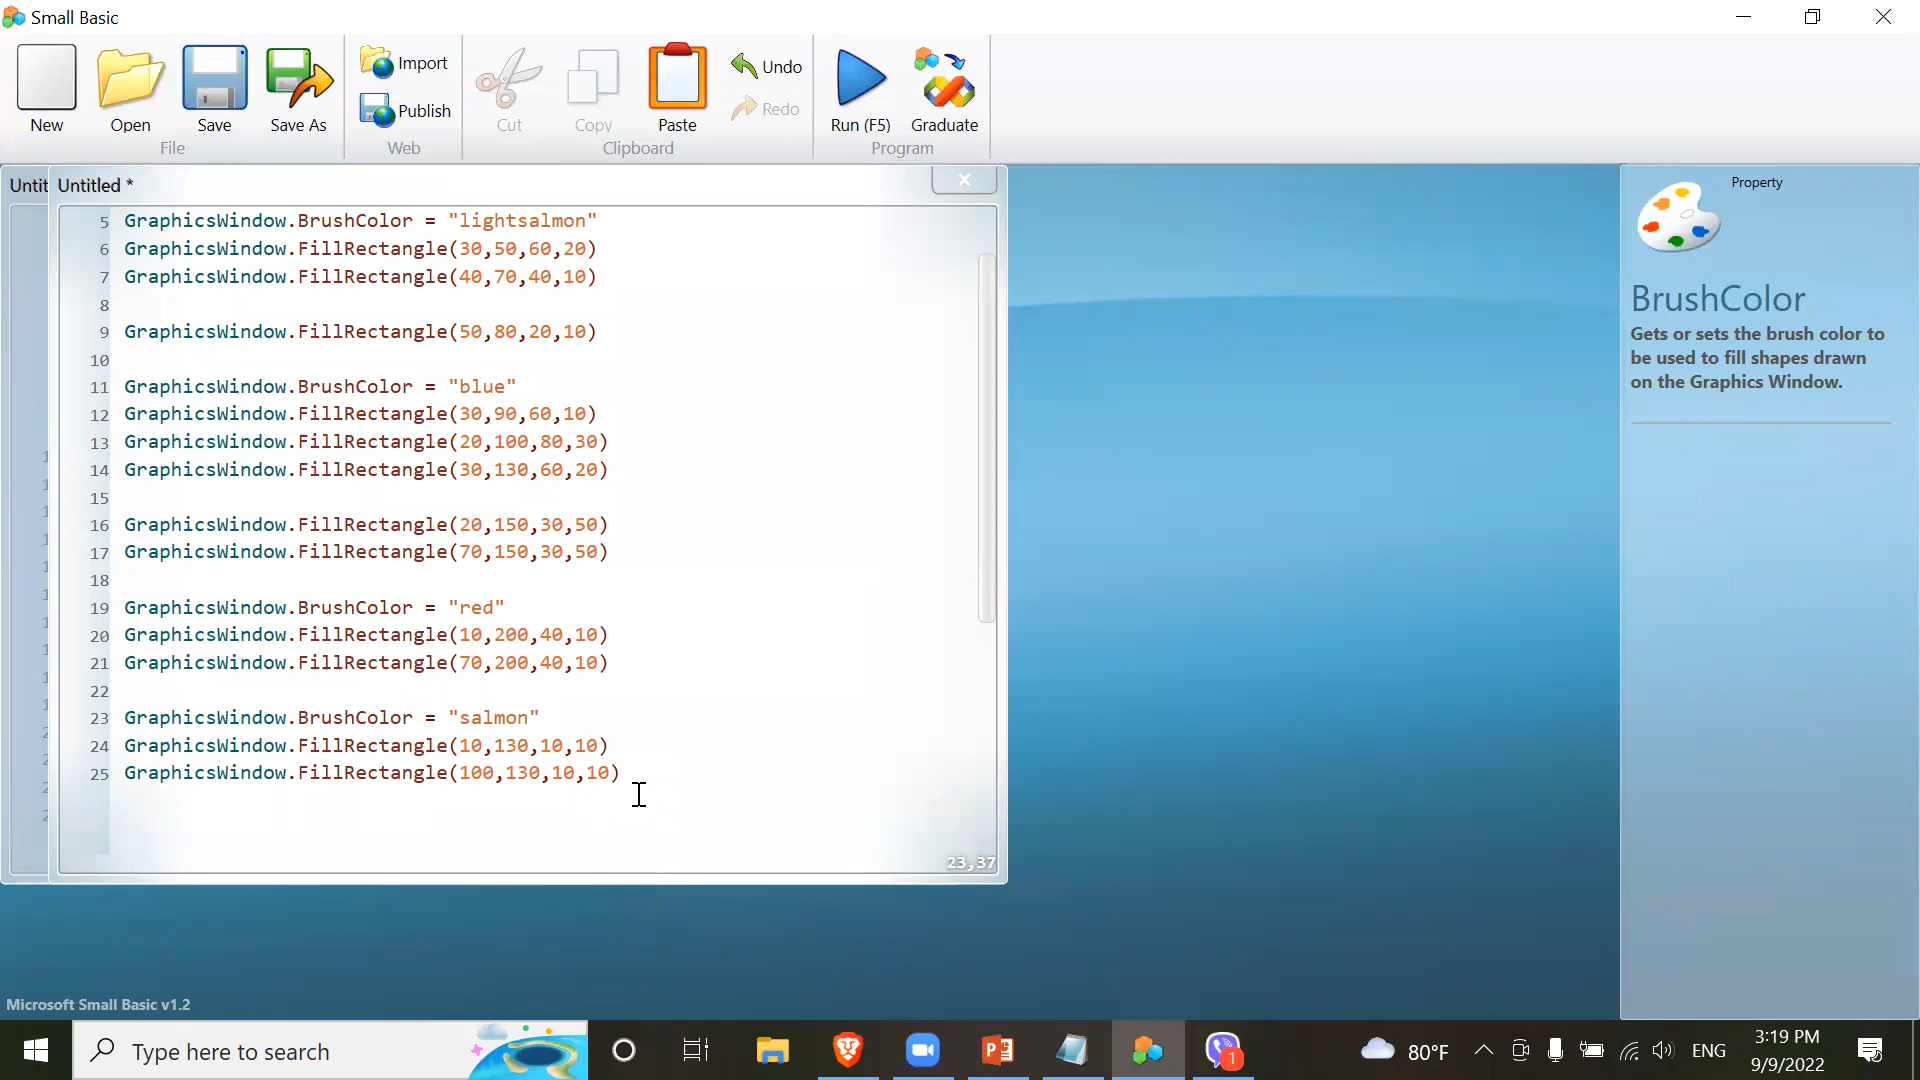 Small Basic
New
Open
Save
Save As
File
Import
Publish
Web
Cut
Copy
Paste
Undo
Redo
Clipboard
Run (F5)
Graduate
Program
Untit
Untitled *
5 GraphicsWindow.BrushColor = "lightsalmon"
6 GraphicsWindow.FillRectangle(30,50,60,20)
7 GraphicsWindow.FillRectangle(40,70,40,10)
8
9 GraphicsWindow.FillRectangle(50,80,20,10)
10
11 GraphicsWindow.BrushColor = "blue"
12 GraphicsWindow.FillRectangle(30,90,60,10)
13 GraphicsWindow.FillRectangle(20,100,80,30)
14 GraphicsWindow.FillRectangle(30,130,60,20)
15
16 GraphicsWindow.FillRectangle(20,150,30,50)
17 GraphicsWindow.FillRectangle(70,150,30,50)
18
19 GraphicsWindow.BrushColor = "red"
20 GraphicsWindow.FillRectangle(10,200,40,10)
21 GraphicsWindow.FillRectangle(70,200,40,10)
22
23 GraphicsWindow.BrushColor = "salmon"
24 GraphicsWindow.FillRectangle(10,130,10,10)
25 GraphicsWindow.FillRectangle(100,130,10,10)
23,37
Property
BrushColor
Gets or sets the brush color to
be used to fill shapes drawn
on the Graphics Window.
Microsoft Small Basic v1.2
Type here to search
1
80°F
ENG
3:19 PM
9/9/2022